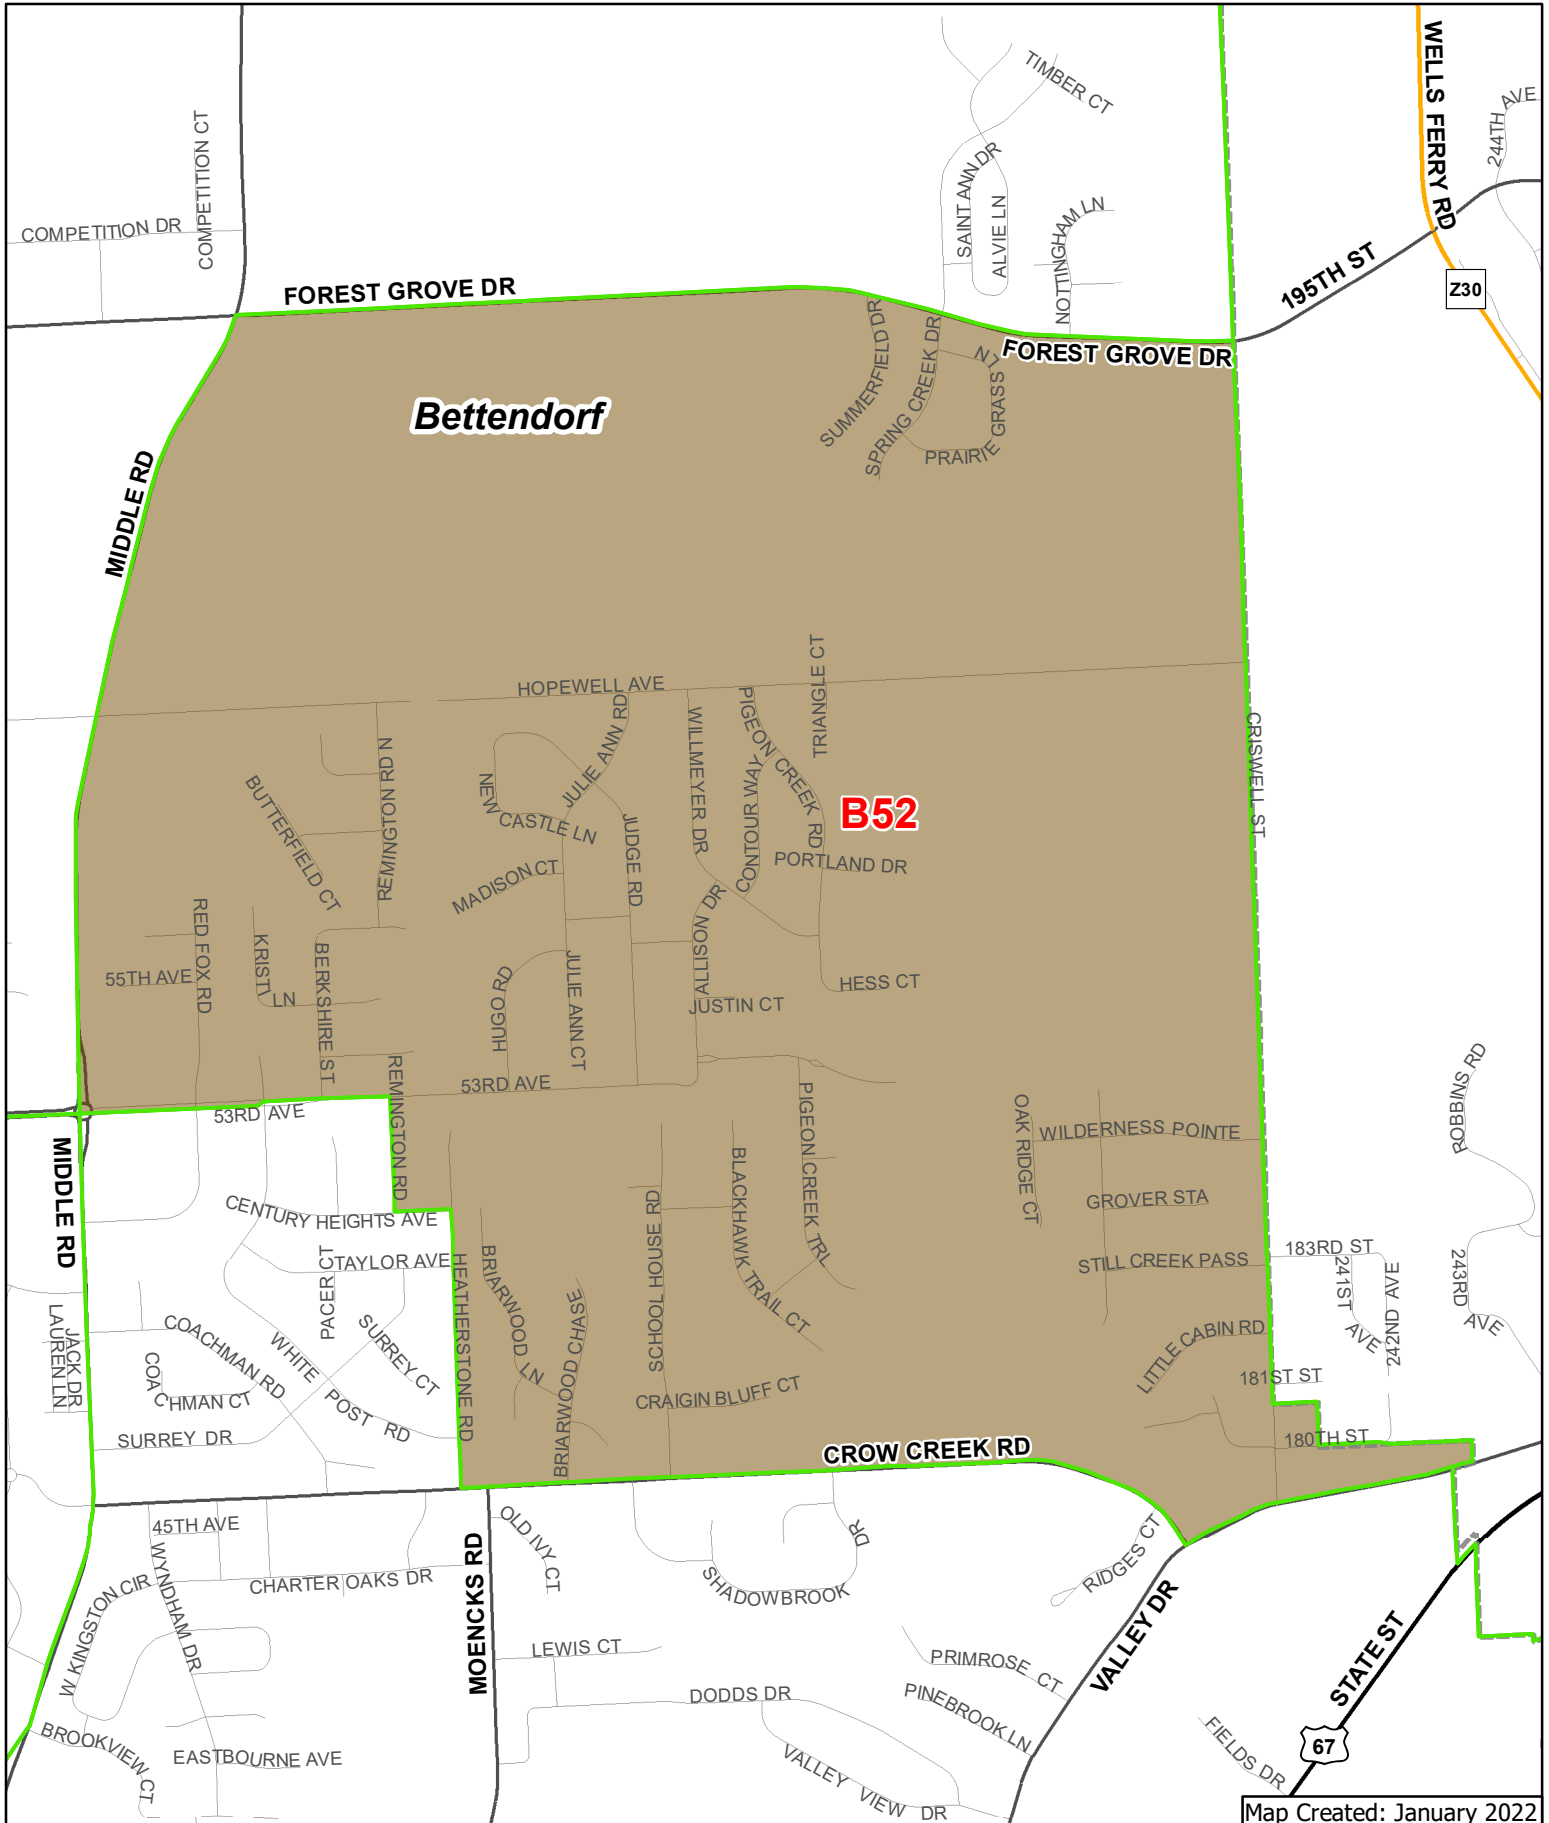 WELLS FERRY RD
TIMBER CT
244TH AVE
COMPETITION CT
COMPETITION DR
SAINT ANN DR
ALVIE LN
NOTTINGHAM LN
195TH ST
Z30
FOREST GROVE DR
FOREST GROVE DR
SUMMERFIELD DR
SPRING CREEK DR
PRAIRIE GRASS LN
Bettendorf
MIDDLE RD
HOPEWELL AVE
TRIANGLE CT
JULIE ANN RD
WILLMEYER DR
PIGEON CREEK RD
CONTOUR WAY
CRISWELL ST
REMINGTON RD N
BUTTERFIELD CT
NEW CASTLE LN
JUDGE RD
B52
PORTLAND DR
MADISON CT
ALLISON DR
RED FOX RD
KRISTI LN
BERKSHIRE ST
55TH AVE
HUGO RD
JULIE ANN CT
JUSTIN CT
HESS CT
53RD AVE
53RD AVE
REMINGTON RD
PIGEON CREEK TRL
OAK RIDGE CT
WILDERNESS POINTE
ROBBINS RD
MIDDLE RD
BLACKHAWK TRAIL CT
SCHOOL HOUSE RD
GROVER STA
CENTURY HEIGHTS AVE
TAYLOR AVE
PACER CT
HEATHERSTONE RD
BRIARWOOD LN
BRIARWOOD CHASE
STILL CREEK PASS
183RD ST
241ST AVE
242ND AVE
243RD AVE
LAUREN LN
JACK DR
COACHMAN RD
COACHMAN CT
WHITE POST RD
SURREY CT
SURREY DR
LITTLE CABIN RD
181ST ST
CRAIGIN BLUFF CT
180TH ST
CROW CREEK RD
45TH AVE
WYNDHAM DR
W KINGSTON CIR
CHARTER OAKS DR
MOENCKS RD
OLD IVY CT
SHADOWBROOK DR
RIDGES CT
VALLEY DR
LEWIS CT
PRIMROSE CT
PINEBROOK LN
DODDS DR
STATE ST
67
FIELDS DR
BROOKVIEW CT
EASTBOURNE AVE
VALLEY VIEW DR
Map Created: January 2022